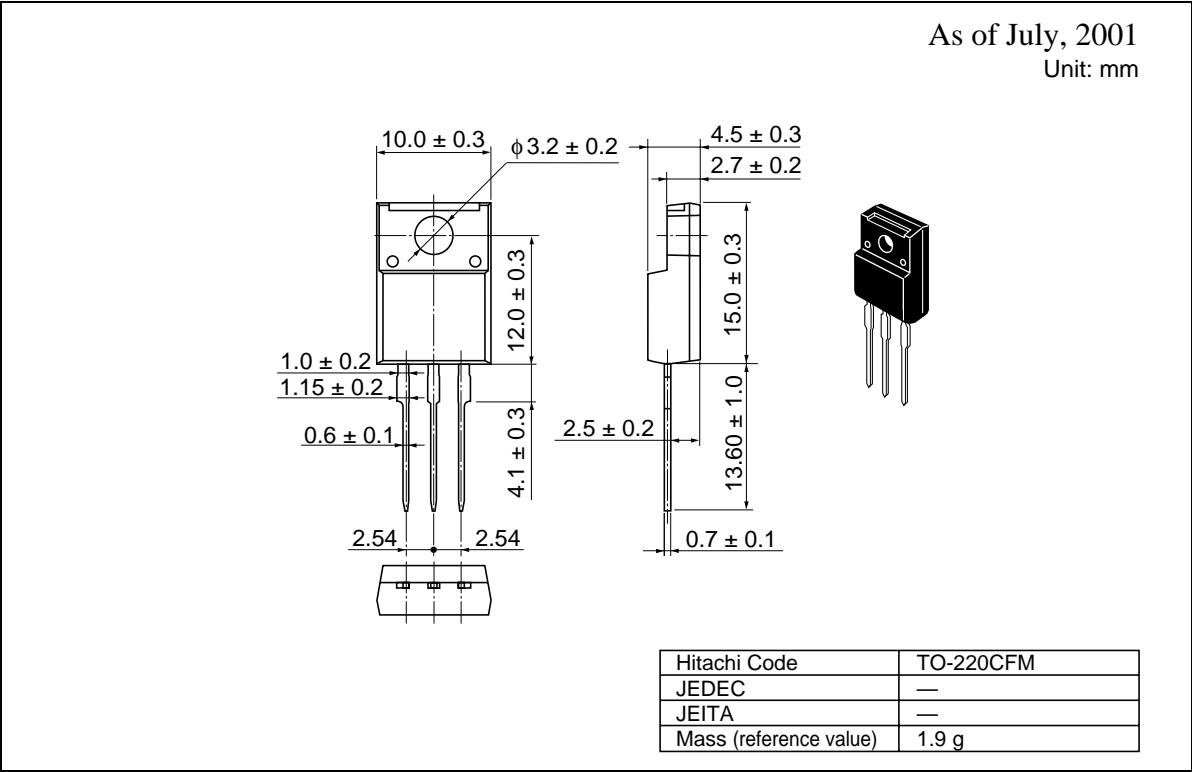 As of July, 2001
Unit: mm
10.0 ± 0.3
ϕ 3.2 ± 0.2
4.5 ± 0.3
2.7 ± 0.2
12.0 ± 0.3
15.0 ± 0.3
1.0 ± 0.2
1.15 ± 0.2
0.6 ± 0.1
4.1 ± 0.3
2.5 ± 0.2
13.60 ± 1.0
2.54
2.54
0.7 ± 0.1
Hitachi Code TO-220CFM
JEDEC —
JEITA —
Mass (reference value) 1.9 g